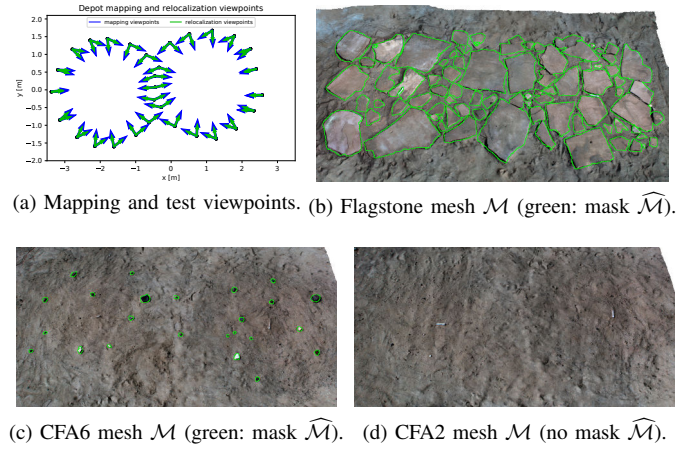 Depot mapping and relocalization viewpoints
mapping viewpoints
relocalization viewpoints
2.0
1.5
1.0
0.5
0.0
−0.5
−1.0
−1.5
−2.0
y [m]
−3
−2
−1
0
1
2
3
x [m]
(a) Mapping and test viewpoints.
(b) Flagstone mesh ℳ (green: mask ℳ̂).
(c) CFA6 mesh ℳ (green: mask ℳ̂).
(d) CFA2 mesh ℳ (no mask ℳ̂).